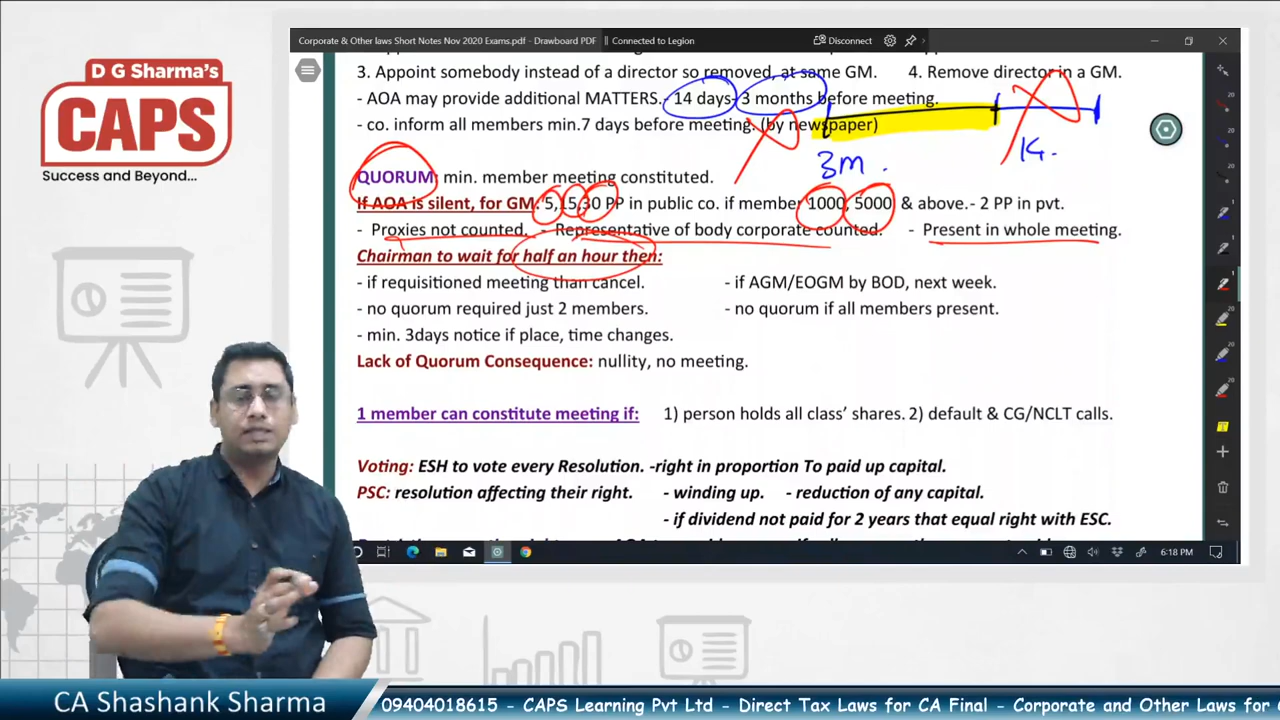 D G Sharma's
CAPS
Success and Beyond...
Corporate & Other laws Short Notes Nov 2020 Exams.pdf - Drawboard PDF
Connected to Legion
Disconnect
3. Appoint somebody instead of a director so removed, at same GM. 4. Remove director in a GM.
- AOA may provide additional MATTERS.- 14 days- 3 months before meeting.
- co. inform all members min.7 days before meeting. (by newspaper)
3m
14.
QUORUM: min. member meeting constituted.
If AOA is silent, for GM. 5,15,30 PP in public co. if member 1000, 5000 & above.- 2 PP in pvt.
- Proxies not counted. - Representative of body corporate counted. - Present in whole meeting.
Chairman to wait for half an hour then:
- if requisitioned meeting than cancel. - if AGM/EOGM by BOD, next week.
- no quorum required just 2 members. - no quorum if all members present.
- min. 3days notice if place, time changes.
Lack of Quorum Consequence: nullity, no meeting.
1 member can constitute meeting if: 1) person holds all class' shares. 2) default & CG/NCLT calls.
Voting: ESH to vote every Resolution. -right in proportion To paid up capital.
PSC: resolution affecting their right. - winding up. - reduction of any capital.
- if dividend not paid for 2 years that equal right with ESC.
6:18 PM
CA Shashank Sharma
09404018615 - CAPS Learning Pvt Ltd - Direct Tax Laws for CA Final - Corporate and Other Laws for